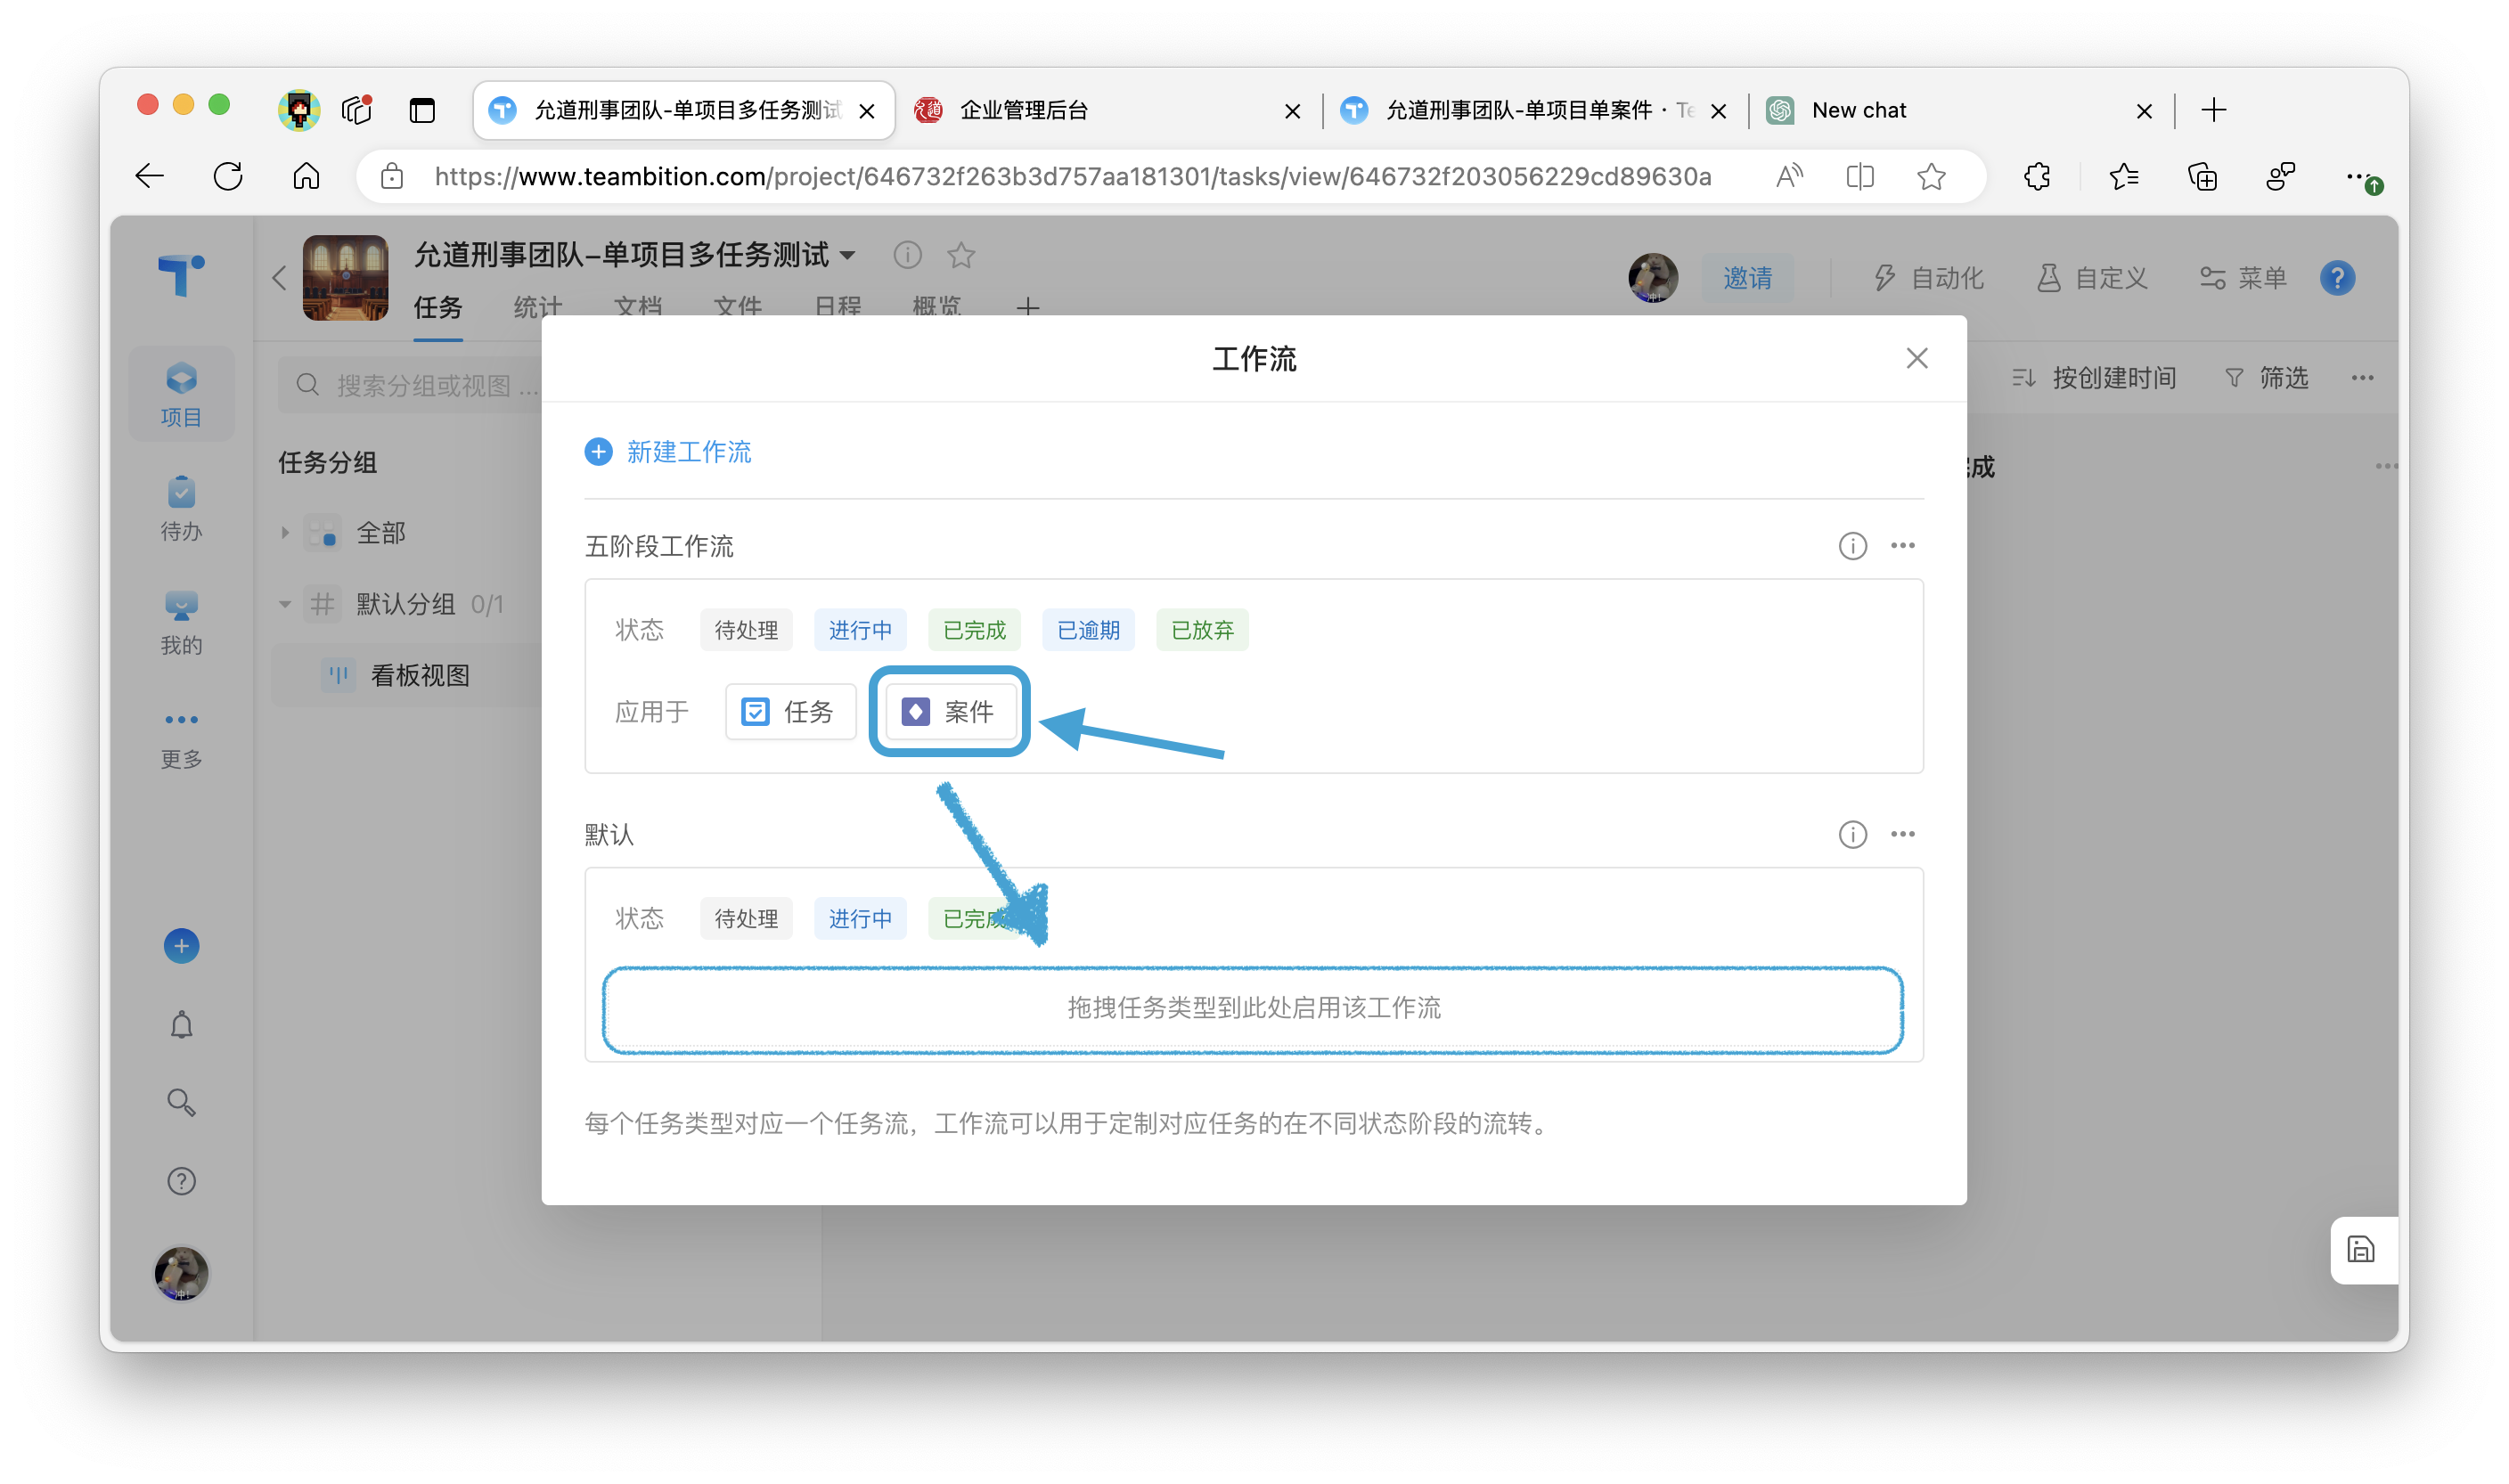 允道刑事团队-单项目多任务测试
企业管理后台
允道刑事团队-单项目单案件 · Te
New chat
https://www.teambition.com/project/646732f263b3d757aa181301/tasks/view/646732f203056229cd89630a
允道刑事团队-单项目多任务测试
任务 统计 文档 文件 日程 概览
邀请 自动化 自定义 菜单
项目
待办
我的
更多
搜索分组或视图 ...
任务分组
全部
默认分组 0/1
看板视图
按创建时间 筛选
成
工作流
新建工作流
五阶段工作流
状态 待处理 进行中 已完成 已逾期 已放弃
应用于 任务 案件
默认
状态 待处理 进行中 已完成
拖拽任务类型到此处启用该工作流
每个任务类型对应一个任务流，工作流可以用于定制对应任务的在不同状态阶段的流转。